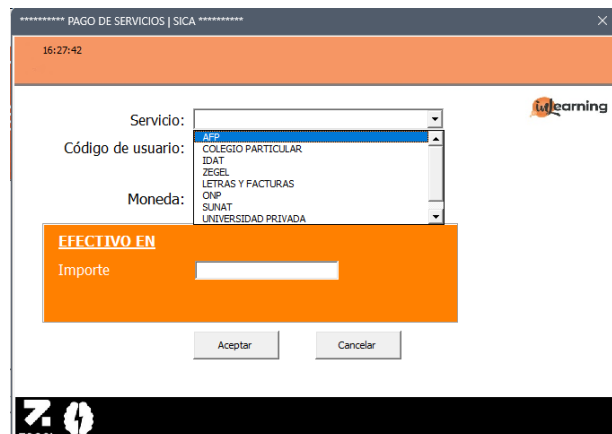 ********** PAGO DE SERVICIOS | SICA **********
16:27:42
inlearning
Servicio:
AFP
COLEGIO PARTICULAR
IDAT
ZEGEL
LETRAS Y FACTURAS
ONP
SUNAT
UNIVERSIDAD PRIVADA
Código de usuario:
Moneda:
EFECTIVO EN
Importe
Aceptar
Cancelar